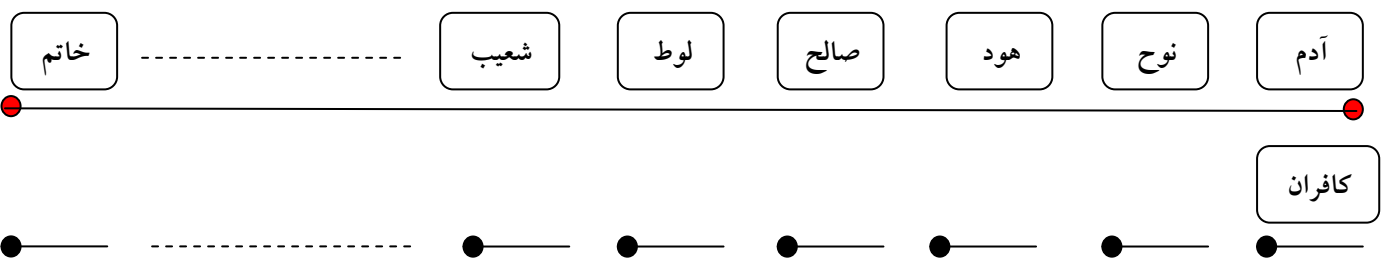 آدم نوح هود صالح لوط شعیب خاتم
کافران